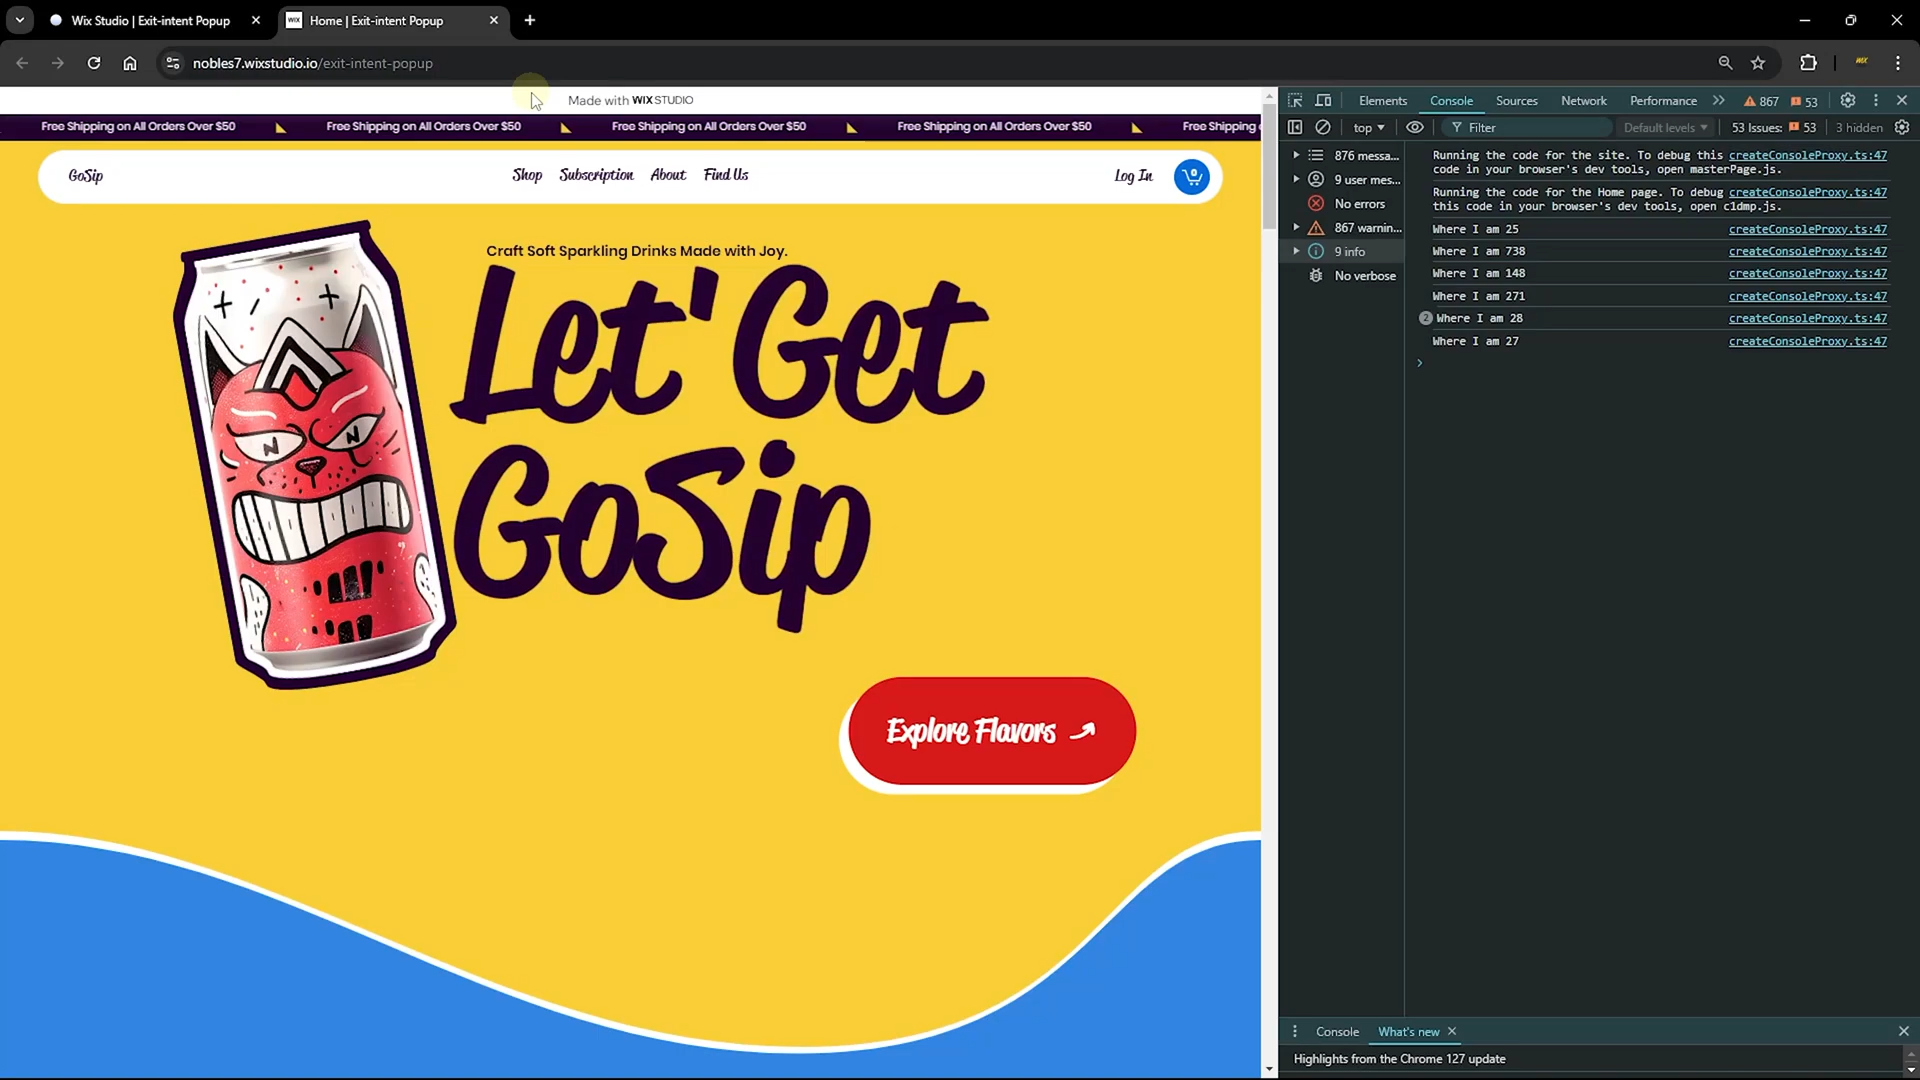 Wix Studio | Exit-intent Popup
WIX Home | Exit-intent Popup
nobles7.wixstudio.io/exit-intent-popup
Made with WIX STUDIO
Free Shipping on All Orders Over $50 Free Shipping on All Orders Over $50 Free Shipping on All Orders Over $50 Free Shipping on All Orders Over $50 Free Shipping
GoSip Shop Subscription About Find Us Log In 0
Craft Soft Sparkling Drinks Made with Joy.
Let' Get
GoSip
Explore Flavors
Elements Console Sources Network Performance 867 53
top Filter Default levels 53 Issues: 53 3 hidden
876 messa...
9 user mes...
No errors
867 warnin...
9 info
No verbose
Running the code for the site. To debug this createConsoleProxy.ts:47
code in your browser's dev tools, open masterPage.js.
Running the code for the Home page. To debug createConsoleProxy.ts:47
this code in your browser's dev tools, open c1dmp.js.
Where I am 25 createConsoleProxy.ts:47
Where I am 738 createConsoleProxy.ts:47
Where I am 148 createConsoleProxy.ts:47
Where I am 271 createConsoleProxy.ts:47
2 Where I am 28 createConsoleProxy.ts:47
Where I am 27 createConsoleProxy.ts:47
Console What's new
Highlights from the Chrome 127 update